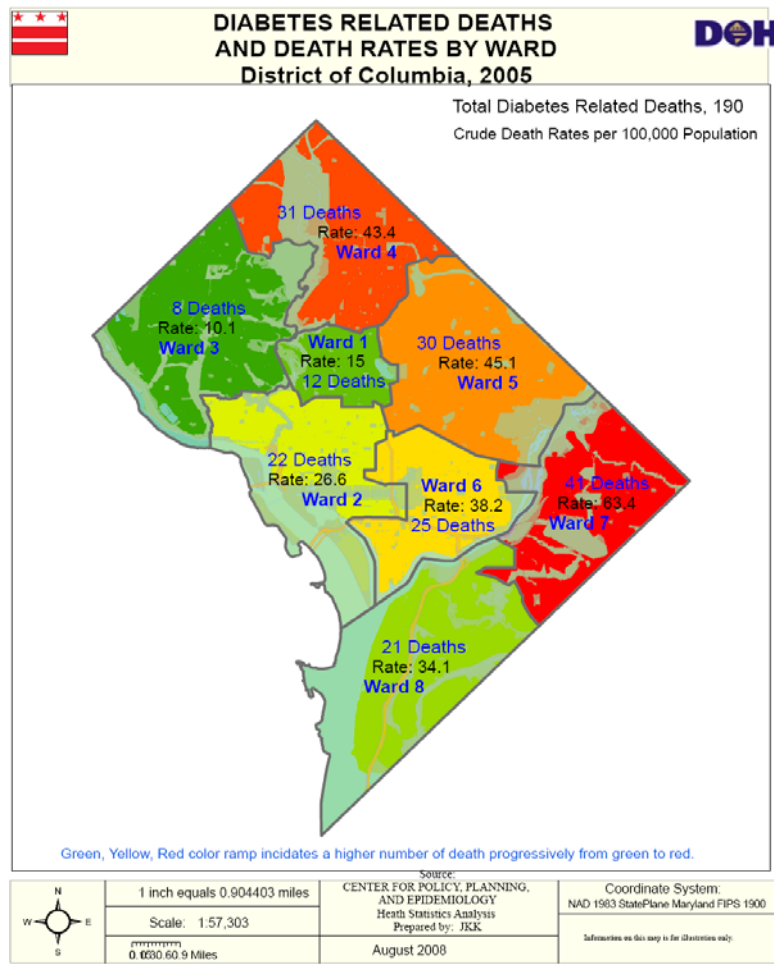 DIABETES RELATED DEATHS
AND DEATH RATES BY WARD
District of Columbia, 2005
DOH
Total Diabetes Related Deaths, 190
Crude Death Rates per 100,000 Population
31 Deaths
Rate: 43.4
Ward 4
8 Deaths
Rate: 10.1
Ward 3
Ward 1
Rate: 15
12 Deaths
30 Deaths
Rate: 45.1
Ward 5
22 Deaths
Rate: 26.6
Ward 2
Ward 6
Rate: 38.2
25 Deaths
41 Deaths
Rate: 63.4
Ward 7
21 Deaths
Rate: 34.1
Ward 8
Green, Yellow, Red color ramp incidates a higher number of death progressively from green to red.
N
W E
S
1 inch equals 0.904403 miles
Scale: 1:57,303
Miles
Source:
CENTER FOR POLICY, PLANNING,
AND EPIDEMIOLOGY
Heath Statistics Analysis
Prepared by: JKK
August 2008
Coordinate System:
NAD 1983 StatePlane Maryland FIPS 1900
Information on this map is for illustration only.